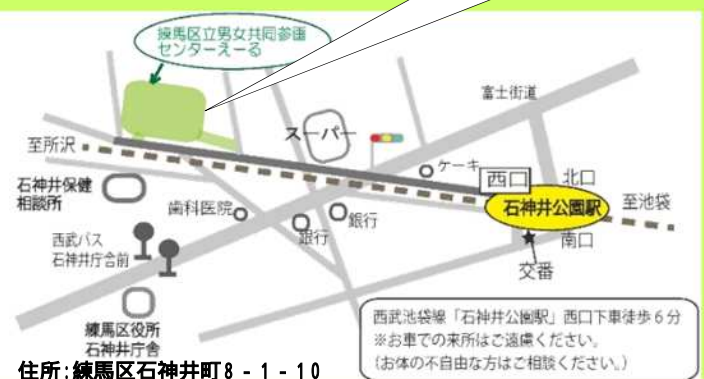 練馬区立男女共同参画
センターえーる
富士街道
スーパー
至所沢
ケーキ
西口
北口
石神井公園駅
至池袋
石神井保健
相談所
歯科医院
銀行
銀行
南口
交番
西武バス
石神井庁舎前
練馬区役所
石神井庁舎
西武池袋線「石神井公園駅」西口下車徒歩6分
※お車での来所はご遠慮ください。
(お体の不自由な方はご相談ください。)
住所:練馬区石神井町8-1-10